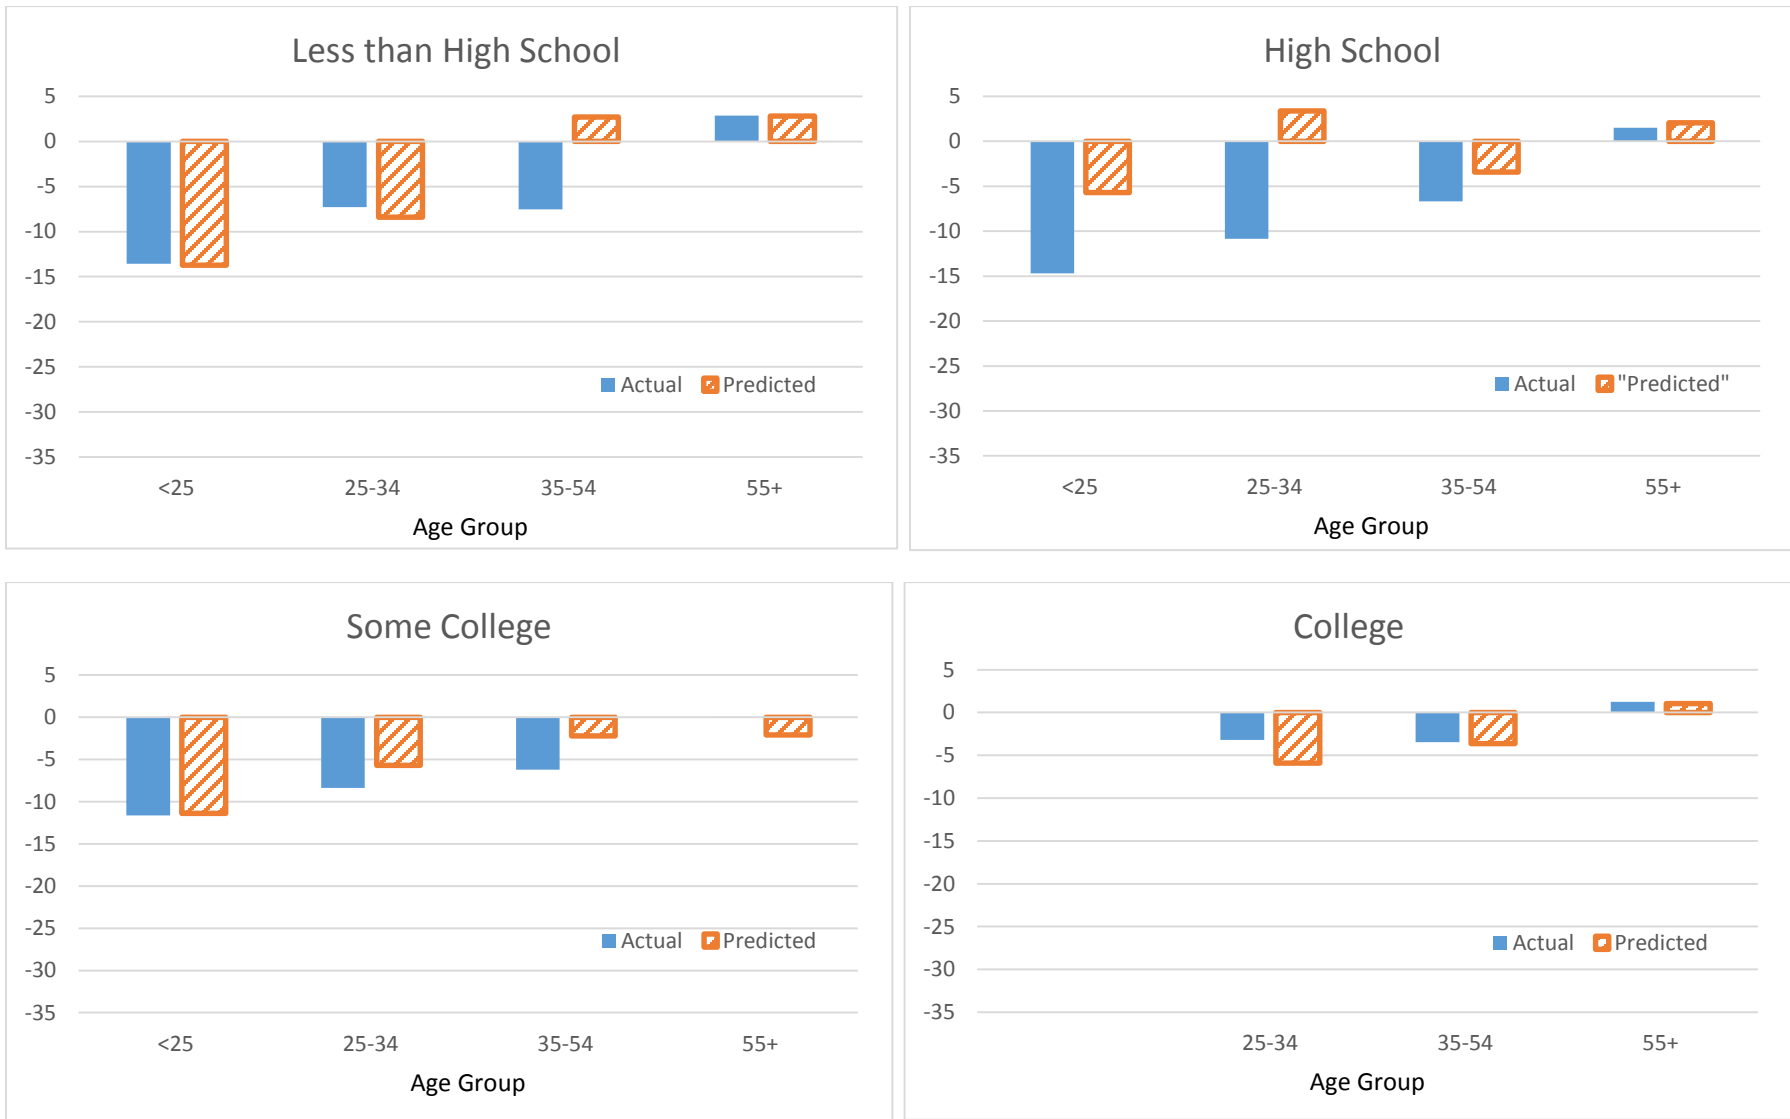 Less than High School
5
0
-5
-10
-15
-20
-25
-30
-35
Actual Predicted
<25 25-34 35-54 55+
Age Group
High School
5
0
-5
-10
-15
-20
-25
-30
-35
Actual "Predicted"
<25 25-34 35-54 55+
Age Group
Some College
5
0
-5
-10
-15
-20
-25
-30
-35
Actual Predicted
<25 25-34 35-54 55+
Age Group
College
5
0
-5
-10
-15
-20
-25
-30
-35
Actual Predicted
25-34 35-54 55+
Age Group